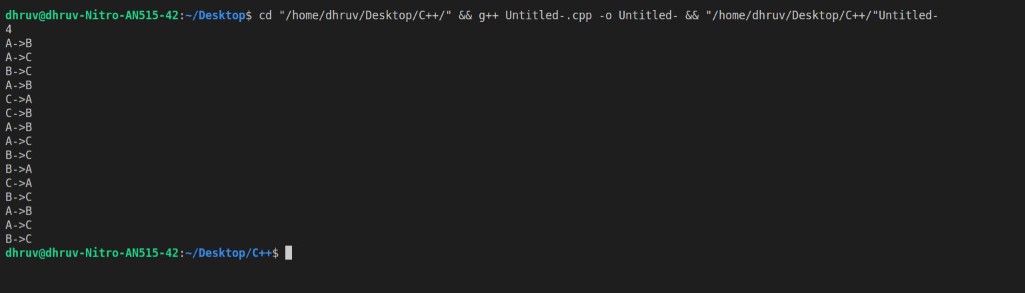 dhruv@dhruv-Nitro-AN515-42:~/Desktop$ cd "/home/dhruv/Desktop/C++/" && g++ Untitled-.cpp -o Untitled- && "/home/dhruv/Desktop/C++/"Untitled-
4
A->B
A->C
B->C
A->B
C->A
C->B
A->B
A->C
B->C
B->A
C->A
B->C
A->B
A->C
B->C
dhruv@dhruv-Nitro-AN515-42:~/Desktop/C++$